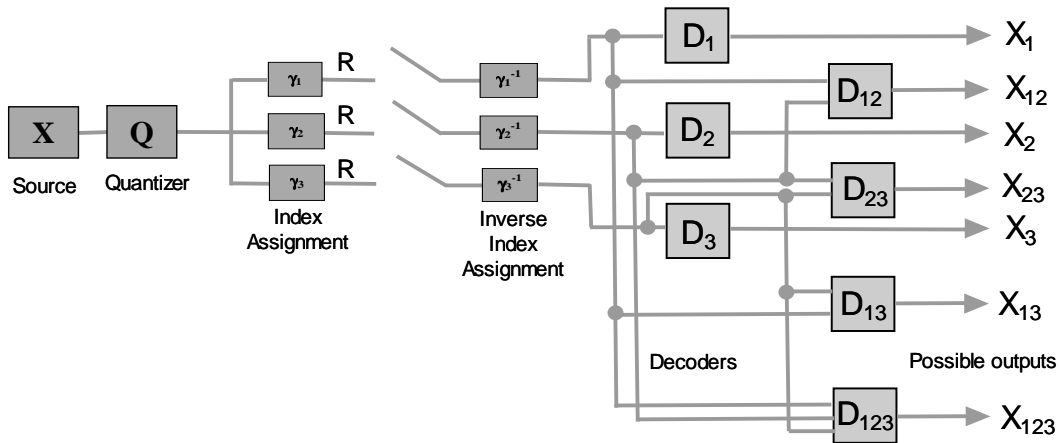 X
Source
Q
Quantizer
γ₁
γ₂
γ₃
R
R
R
Index
Assignment
γ₁⁻¹
γ₂⁻¹
γ₃⁻¹
Inverse
Index
Assignment
D₁
D₁₂
D₂
D₂₃
D₃
D₁₃
D₁₂₃
Decoders
X₁
X₁₂
X₂
X₂₃
X₃
X₁₃
Possible outputs
X₁₂₃